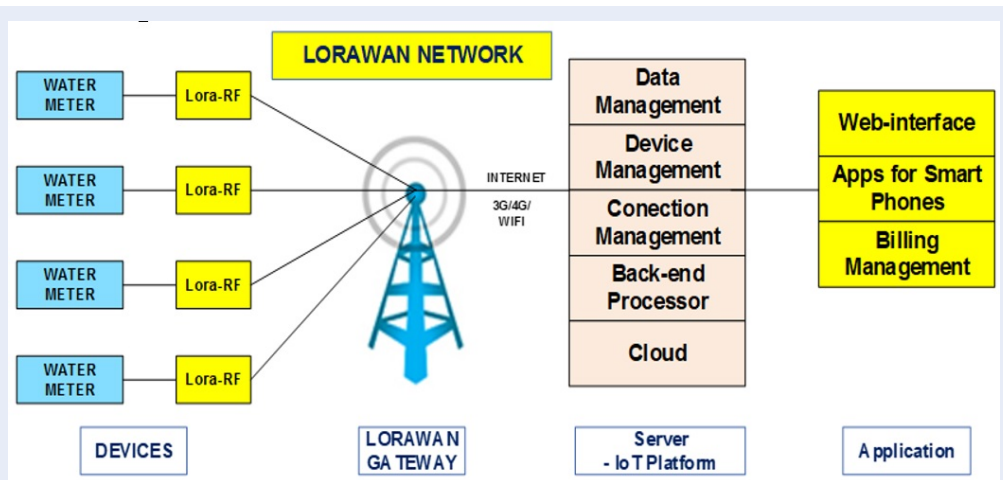 LORAWAN NETWORK
WATER
METER
Lora-RF
WATER
METER
Lora-RF
WATER
METER
Lora-RF
WATER
METER
Lora-RF
INTERNET
3G/4G/
WIFI
Data
Management
Device
Management
Conection
Management
Back-end
Processor
Cloud
Web-interface
Apps for Smart
Phones
Billing
Management
DEVICES
LORAWAN
GATEWAY
Server
- IoT Platform
Application